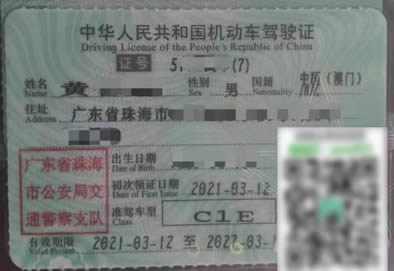 中华人民共和国机动车驾驶证
Driving License of the People's Republic of China
证号 5, (7)
姓名 黄 性别 男 国籍 中国(澳门)
Name Sex Nationality
住址 广东省珠海市
Address
出生日期
Date of Birth
广东省珠海
市公安局交
通警察支队
初次领证日期 2021-03-12
Date of First Issue
准驾车型 C1E
Class
有效期限 2021-03-12 至 2027-03-1
Valid Period